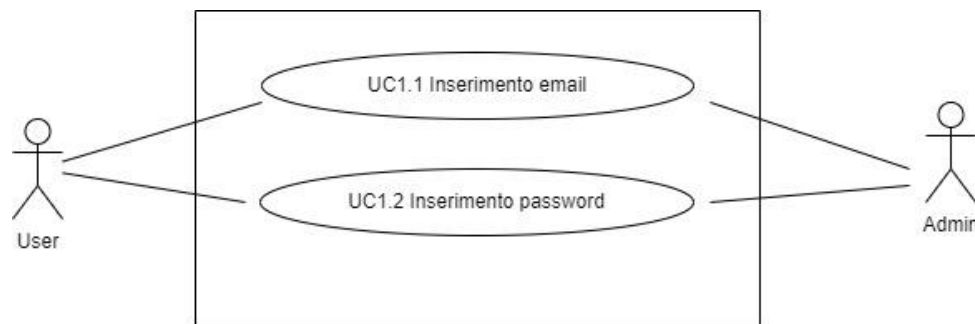 UC1.1 Inserimento email
UC1.2 Inserimento password
User
Admin